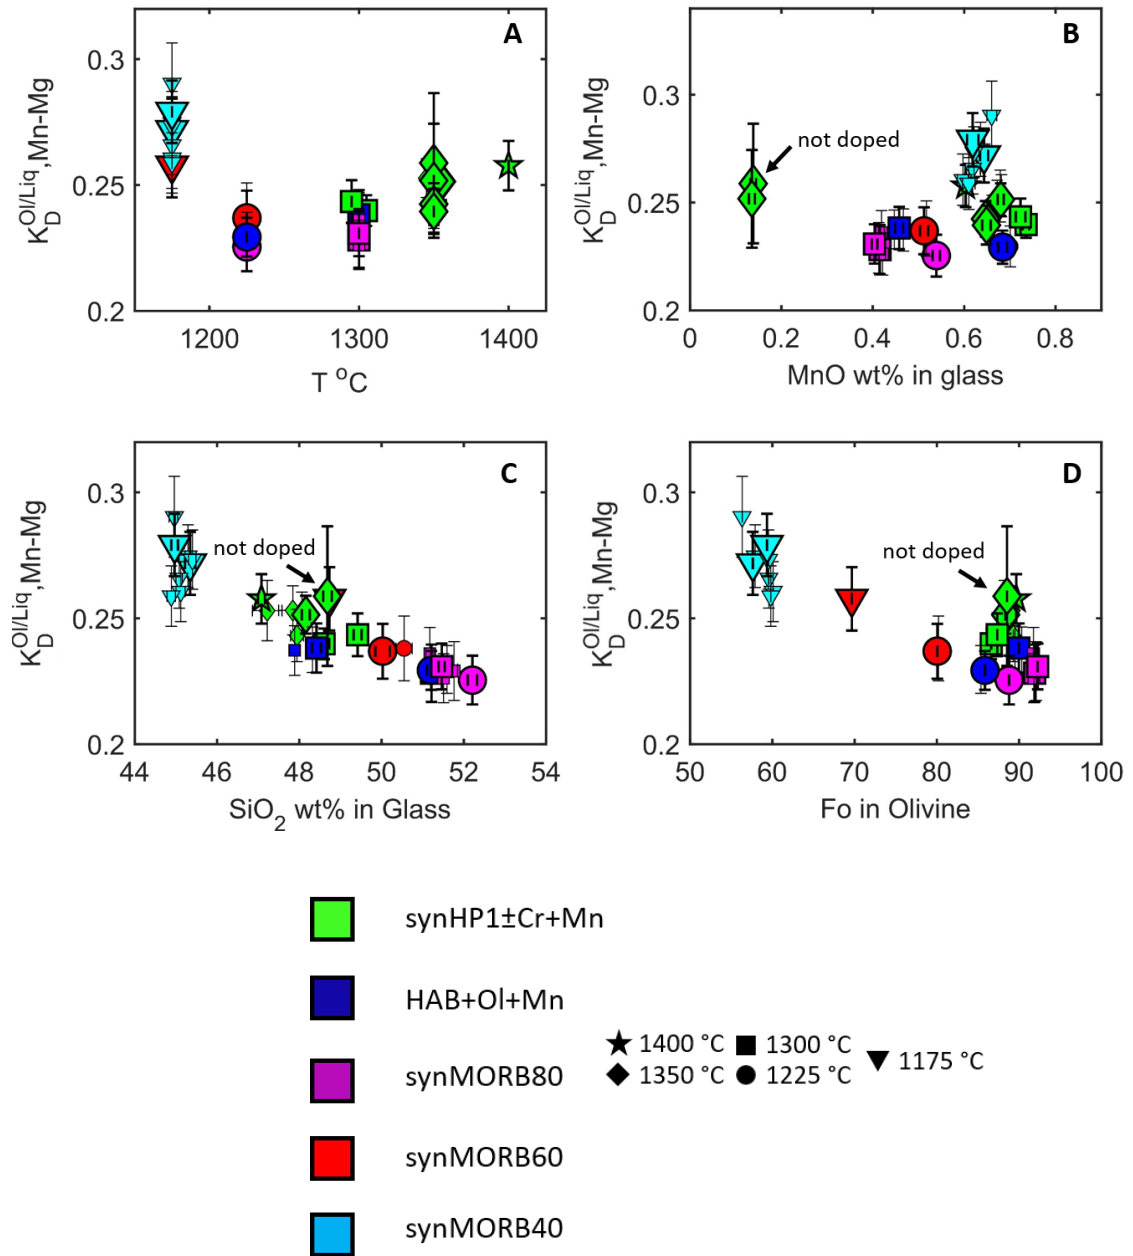 A
0.3
0.25
0.2
K_D^Ol/Liq,Mn-Mg
1200 1300 1400
T °C
B
0.3
0.25
0.2
K_D^Ol/Liq,Mn-Mg
not doped
0 0.2 0.4 0.6 0.8
MnO wt% in glass
C
0.3
0.25
0.2
K_D^Ol/Liq,Mn-Mg
not doped
44 46 48 50 52 54
SiO₂ wt% in Glass
D
0.3
0.25
0.2
K_D^Ol/Liq,Mn-Mg
not doped
50 60 70 80 90 100
Fo in Olivine
synHP1±Cr+Mn
HAB+Ol+Mn
synMORB80
synMORB60
synMORB40
1400 °C 1300 °C
1350 °C 1225 °C
1175 °C